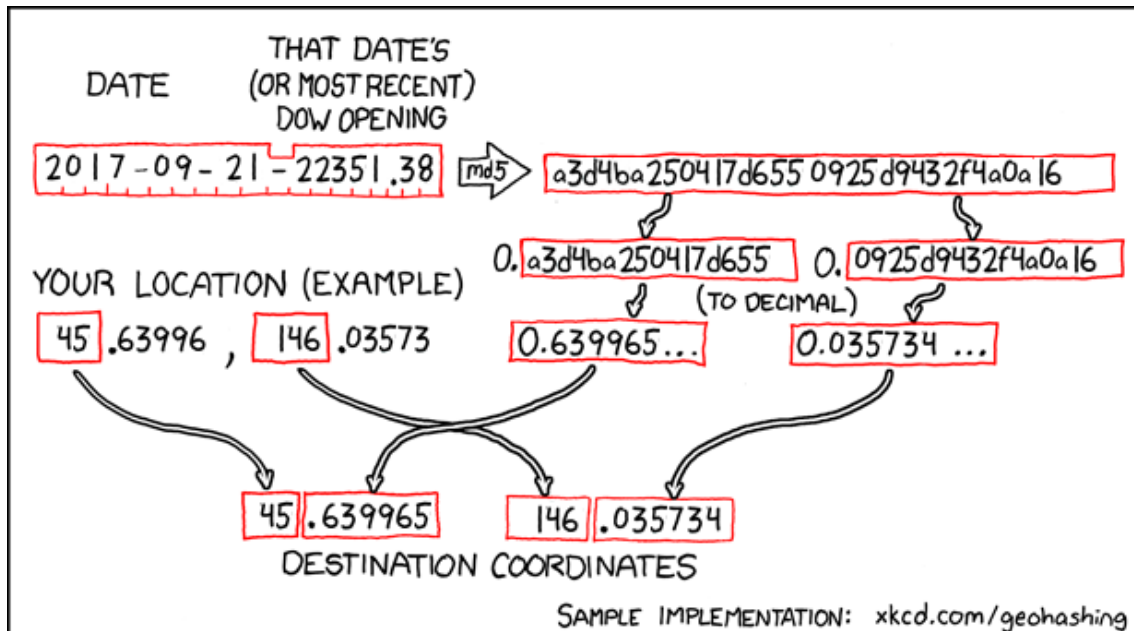 DATE
THAT DATE'S
(OR MOST RECENT)
DOW OPENING
2017-09-21-22351.38
md5
a3d4ba250417d6550925d9432f4a0a16
0.a3d4ba250417d655
0.0925d9432f4a0a16
YOUR LOCATION (EXAMPLE)
(TO DECIMAL)
45.63996, 146.03573
0.639965...
0.035734...
45.639965
146.035734
DESTINATION COORDINATES
SAMPLE IMPLEMENTATION: xkcd.com/geohashing